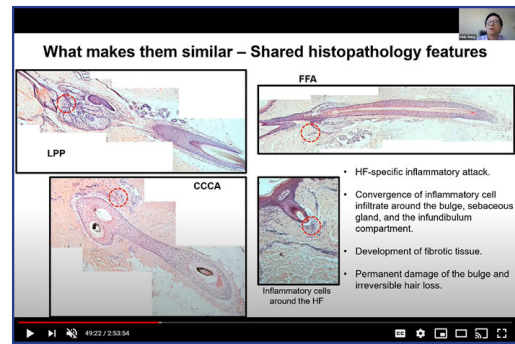 What makes them similar – Shared histopathology features
LPP
FFA
CCCA
Inflammatory cells
around the HF
• HF-specific inflammatory attack.
• Convergence of inflammatory cell
infiltrate around the bulge, sebaceous
gland, and the infundibulum
compartment.
• Development of fibrotic tissue.
• Permanent damage of the bulge and
irreversible hair loss.
49:22 / 2:53:54
CC